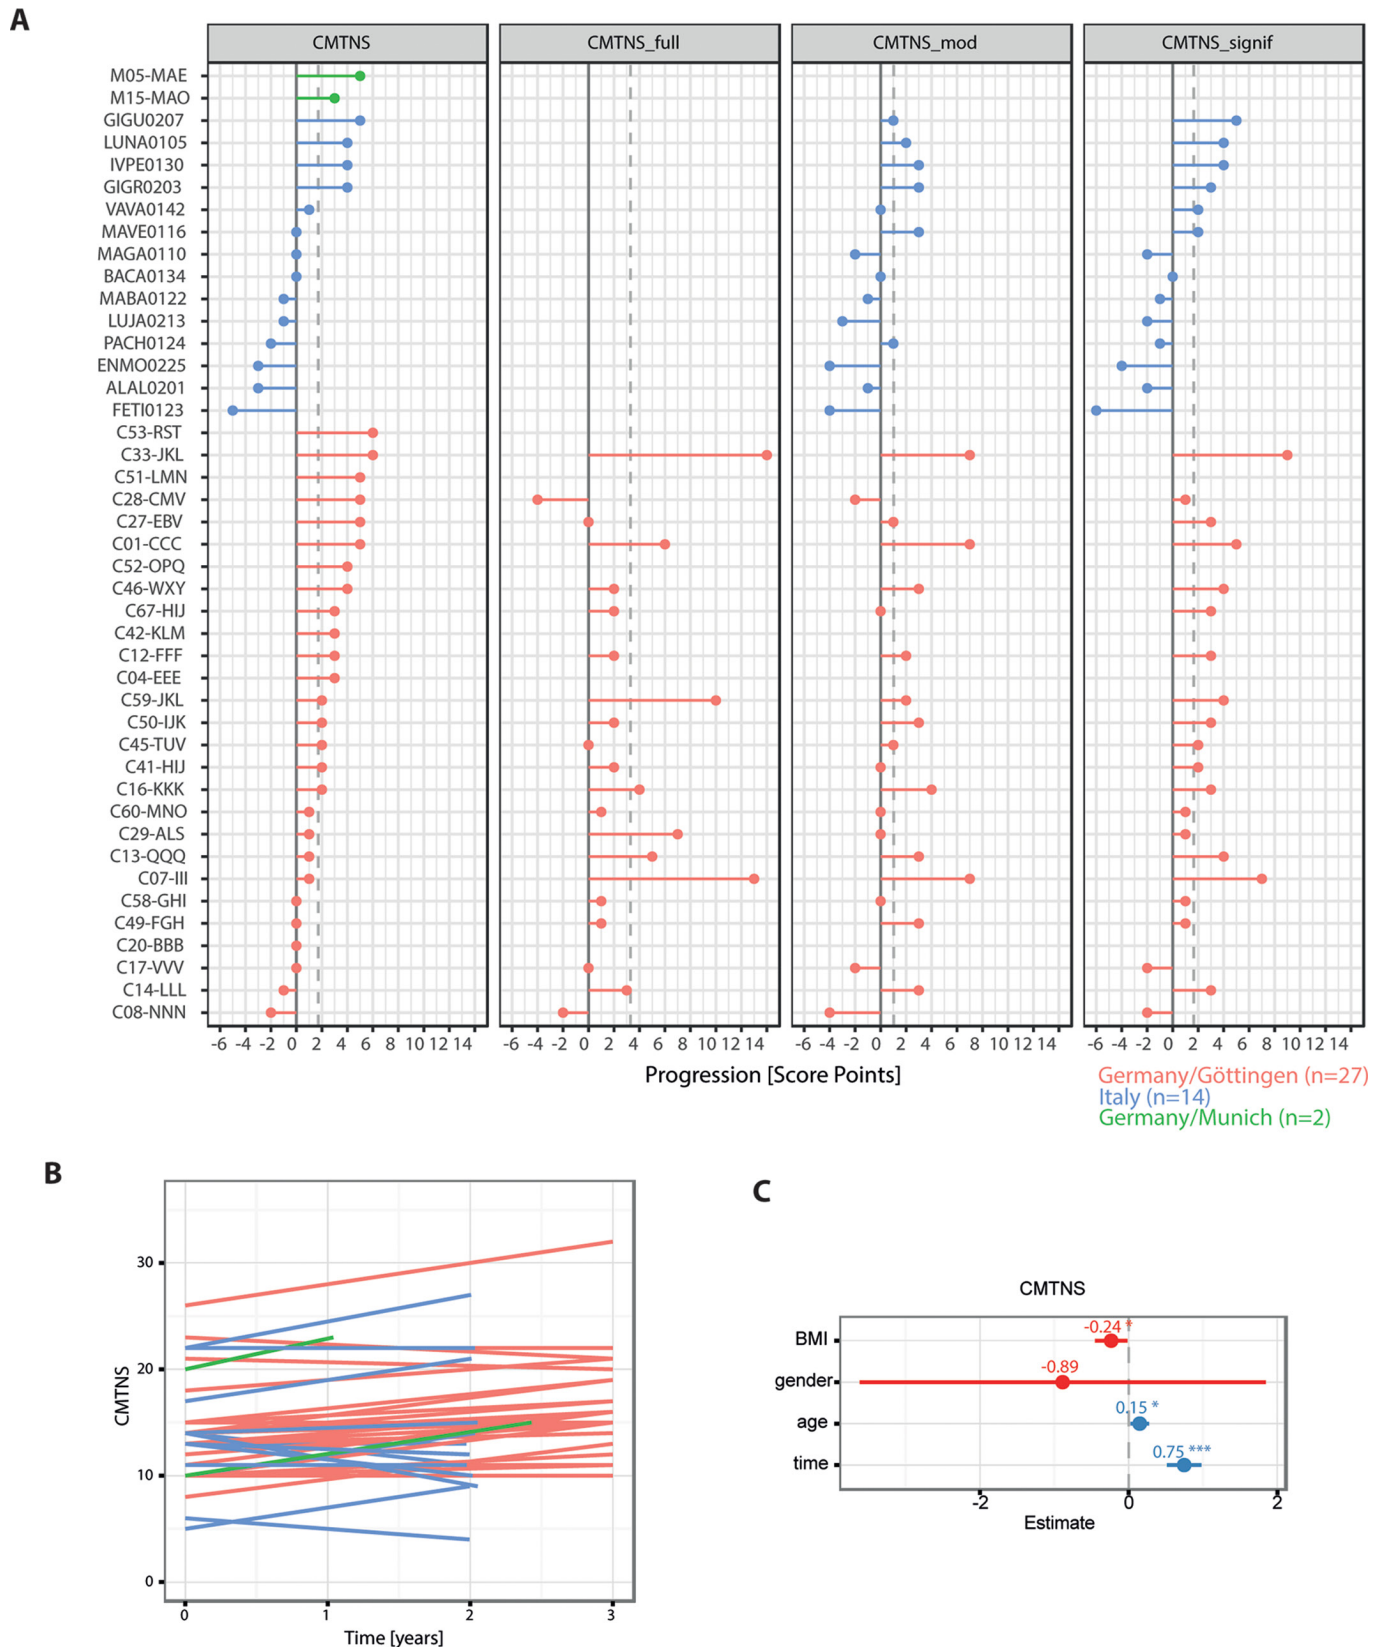 A
CMTNS CMTNS_full CMTNS_mod CMTNS_signif
M05-MAE
M15-MAO
GIGU0207
LUNA0105
IVPE0130
GIGR0203
VAVA0142
MAVE0116
MAGA0110
BACA0134
MABA0122
LUJA0213
PACH0124
ENMO0225
ALAL0201
FETI0123
C53-RST
C33-JKL
C51-LMN
C28-CMV
C27-EBV
C01-CCC
C52-OPQ
C46-WXY
C67-HIJ
C42-KLM
C12-FFF
C04-EEE
C59-JKL
C50-IJK
C45-TUV
C41-HIJ
C16-KKK
C60-MNO
C29-ALS
C13-QQQ
C07-III
C58-GHI
C49-FGH
C20-BBB
C17-VVV
C14-LLL
C08-NNN
-6 -4 -2 0 2 4 6 8 10 12 14 -6 -4 -2 0 2 4 6 8 10 12 14 -6 -4 -2 0 2 4 6 8 10 12 14 -6 -4 -2 0 2 4 6 8 10 12 14
Progression [Score Points]
Germany/Göttingen (n=27)
Italy (n=14)
Germany/Munich (n=2)
B
CMTNS
30
20
10
0
0 1 2 3
Time [years]
C
CMTNS
BMI -0.24 *
gender -0.89
age 0.15 *
time 0.75 ***
-2 0 2
Estimate